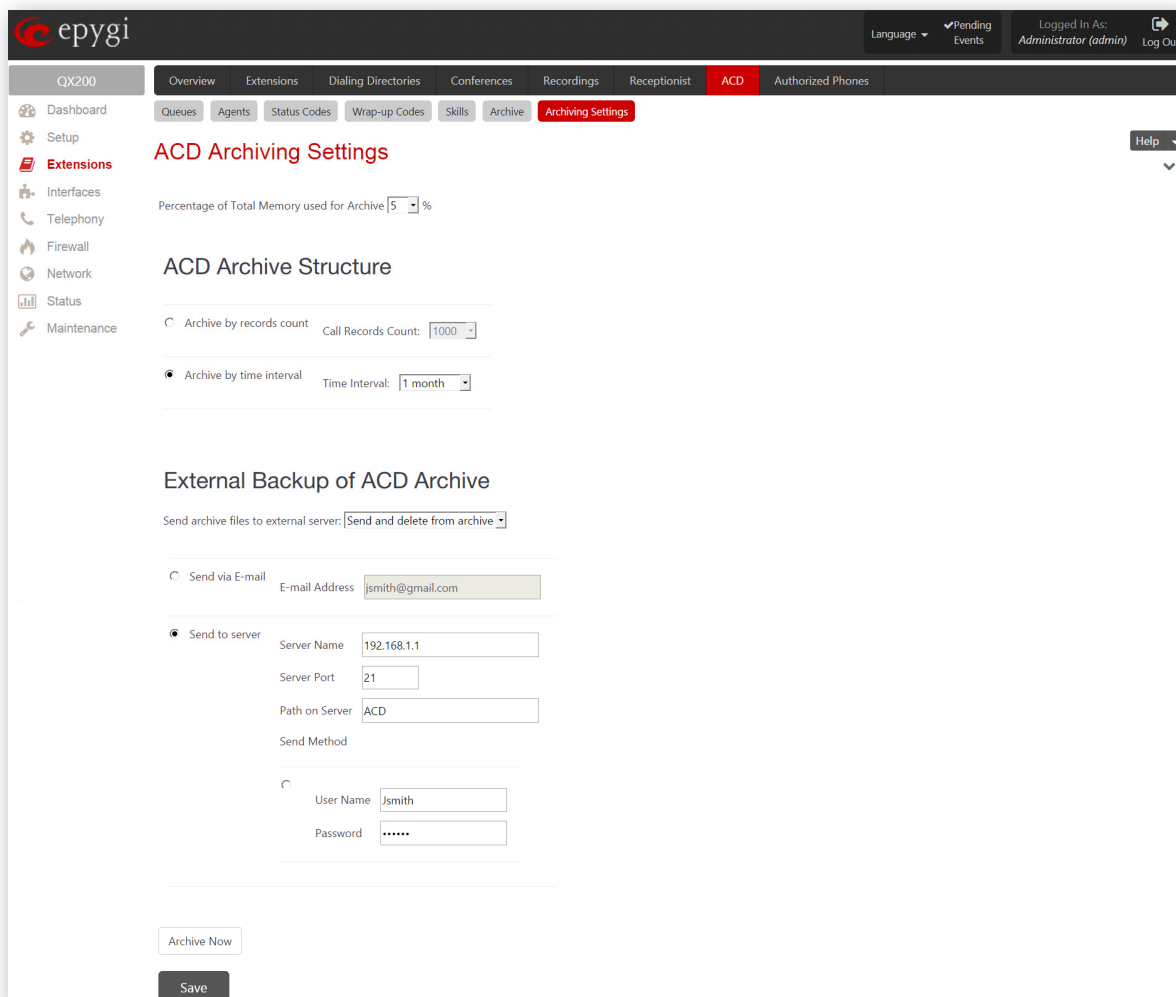 epygi
Language
Pending Events
Logged In As:
Administrator (admin)
Log Ou
QX200
Overview Extensions Dialing Directories Conferences Recordings Receptionist ACD Authorized Phones
Dashboard
Setup
Extensions
Interfaces
Telephony
Firewall
Network
Status
Maintenance
Queues Agents Status Codes Wrap-up Codes Skills Archive Archiving Settings
Help
ACD Archiving Settings
Percentage of Total Memory used for Archive 5 %
ACD Archive Structure
Archive by records count Call Records Count: 1000
Archive by time interval Time Interval: 1 month
External Backup of ACD Archive
Send archive files to external server: Send and delete from archive
Send via E-mail E-mail Address jsmith@gmail.com
Send to server
Server Name 192.168.1.1
Server Port 21
Path on Server ACD
Send Method
User Name Jsmith
Password ••••••
Archive Now
Save